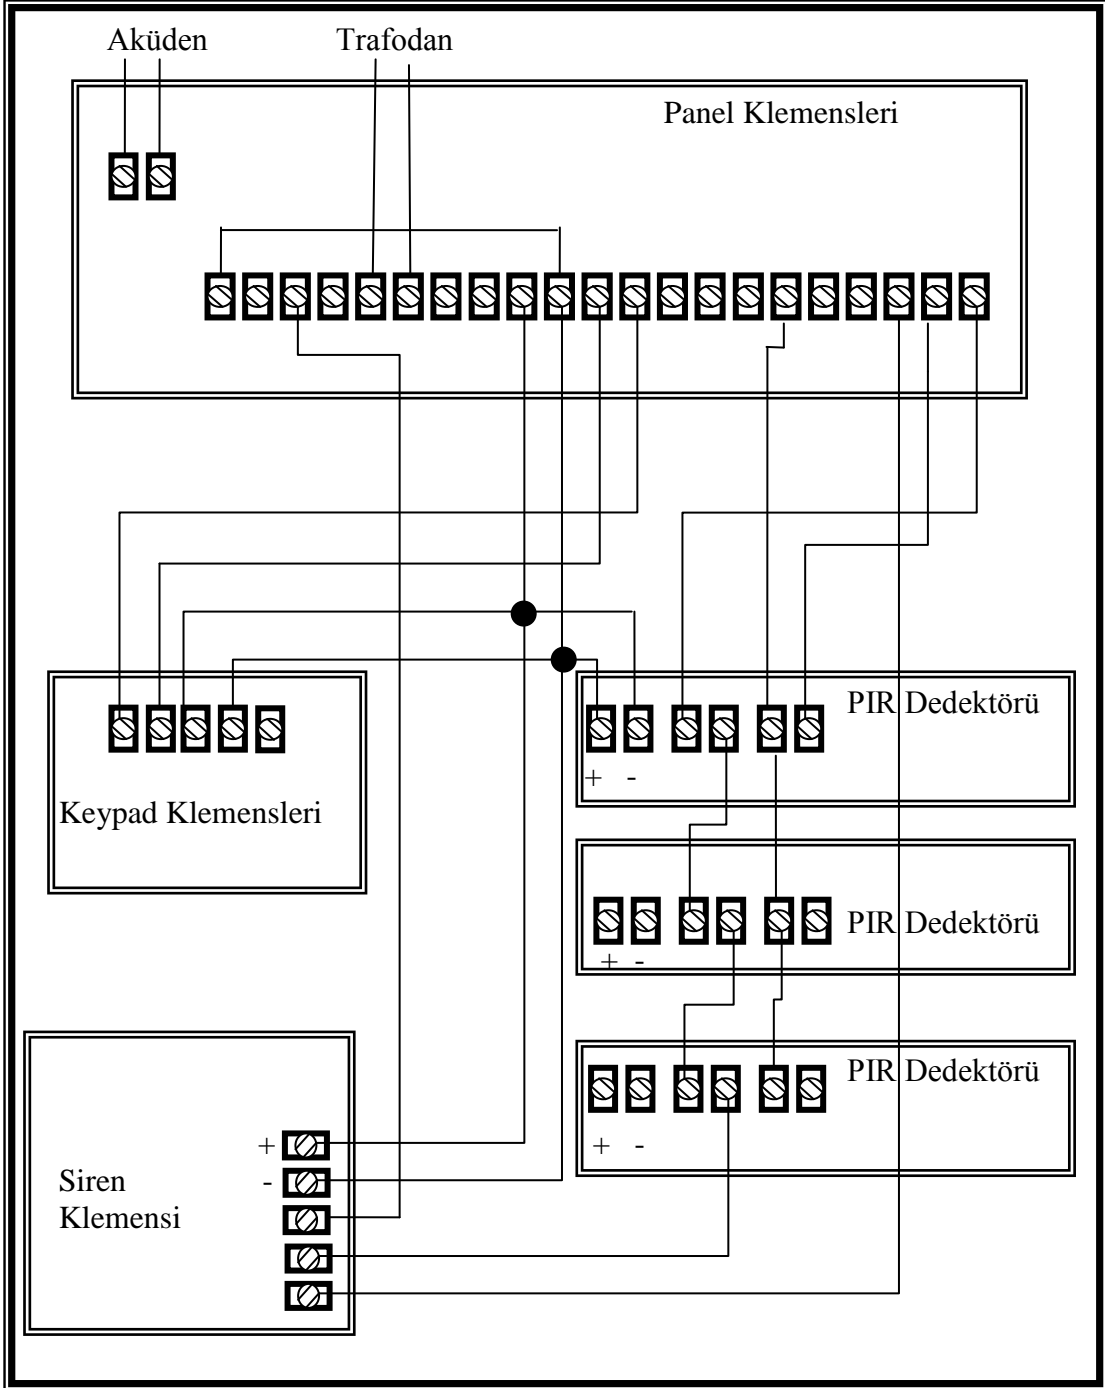 Aküden Trafodan
Panel Klemensleri
PIR Dedektörü
+ -
Keypad Klemensleri
PIR Dedektörü
+ -
PIR Dedektörü
+ -
+
-
Siren
Klemensi